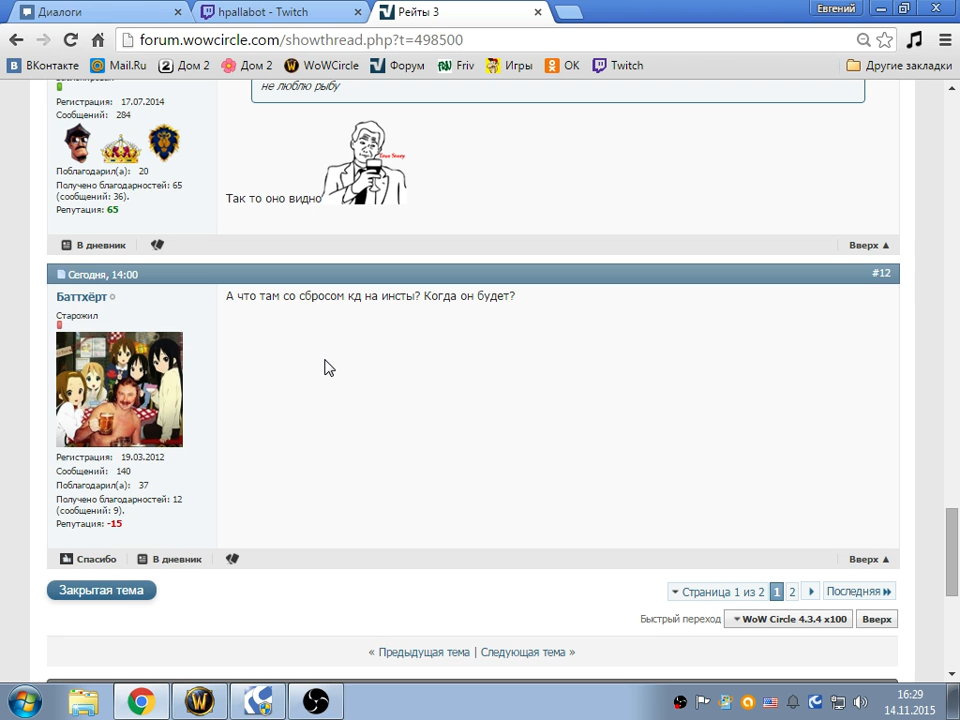 Диалоги
hpallabot - Twitch
Рейты 3
Евгений
forum.wowcircle.com/showthread.php?t=498500
ВКонтакте
Mail.Ru
Дом 2
Дом 2
WoWCircle
Форум
Friv
Игры
ОК
Twitch
Другие закладки
не люблю рыбу
Регистрация: 17.07.2014
Сообщений: 284
Поблагодарил(а): 20
Получено благодарностей: 65
(сообщений: 36).
Репутация: 65
Так то оно видно
В дневник
Вверх ▲
Сегодня, 14:00
#12
Баттхёрт
А что там со сбросом кд на инсты? Когда он будет?
Старожил
Регистрация: 19.03.2012
Сообщений: 140
Поблагодарил(а): 37
Получено благодарностей: 12
(сообщений: 9).
Репутация: -15
Спасибо
В дневник
Вверх ▲
Закрытая тема
Страница 1 из 2
1
2
Последняя
Быстрый переход
WoW Circle 4.3.4 x100
Вверх
« Предыдущая тема | Следующая тема »
16:29
14.11.2015